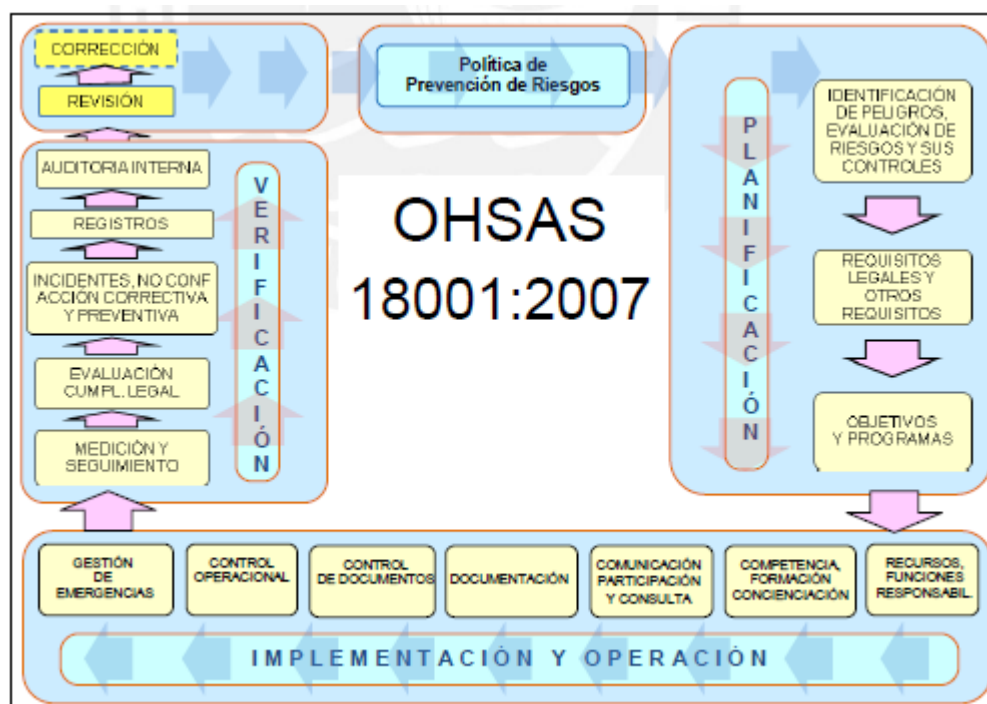 CORRECCIÓN
REVISIÓN
Política de
Prevención de Riesgos
AUDITORIA INTERNA
REGISTROS
INCIDENTES, NO CONF
ACCIÓN CORRECTIVA
Y PREVENTIVA
EVALUACIÓN
CUMPL. LEGAL
MEDICIÓN Y
SEGUIMIENTO
VERIFICACIÓN
OHSAS
18001:2007
PLANIFICACIÓN
IDENTIFICACIÓN
DE PELIGROS,
EVALUACIÓN DE
RIESGOS Y SUS
CONTROLES
REQUISITOS
LEGALES Y
OTROS
REQUISITOS
OBJETIVOS
Y PROGRAMAS
GESTIÓN
DE
EMERGENCIAS
CONTROL
OPERACIONAL
CONTROL
DE DOCUMENTOS
DOCUMENTACIÓN
COMUNICACIÓN
PARTICIPACIÓN
Y CONSULTA
COMPETENCIA,
FORMACIÓN
CONCIENCIACIÓN
RECURSOS,
FUNCIONES
RESPONSABIL.
IMPLEMENTACIÓN Y OPERACIÓN